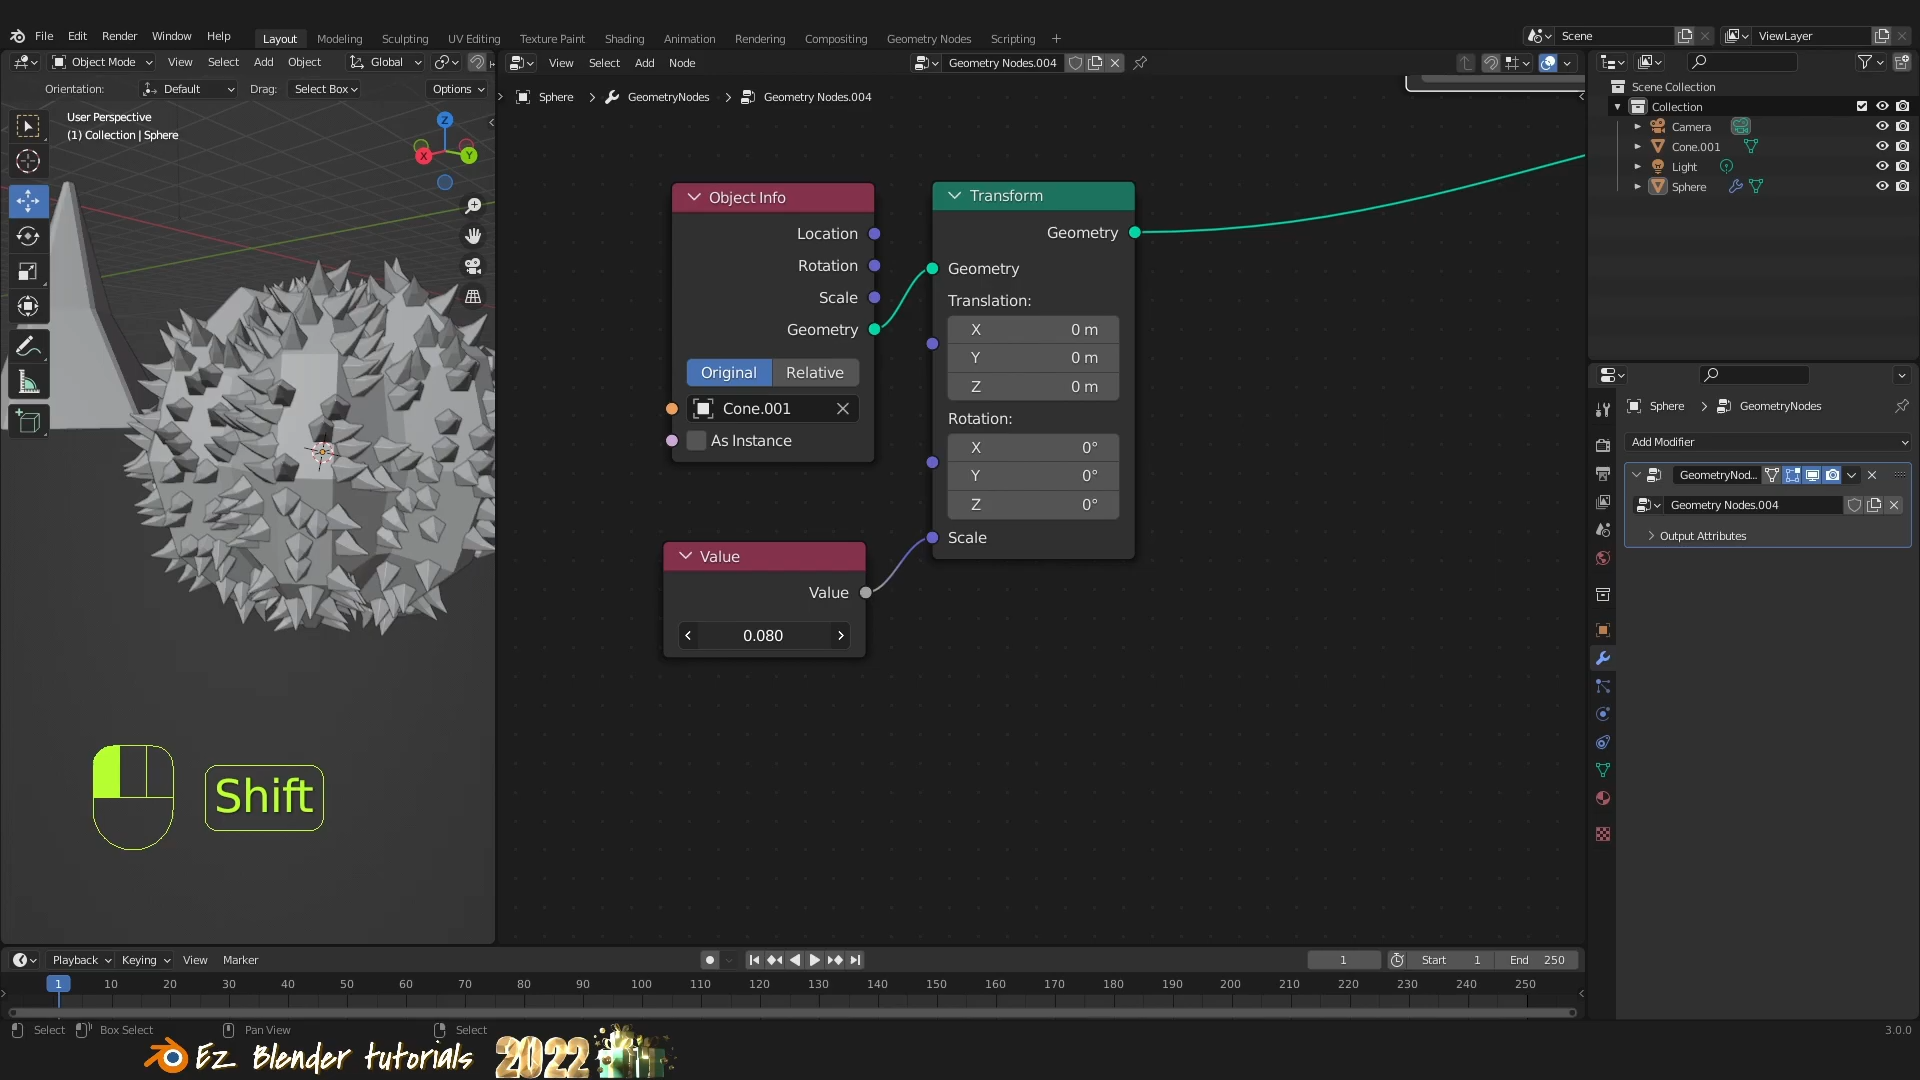 File Edit Render Window Help
Layout Modeling Sculpting UV Editing Texture Paint Shading Animation Rendering Compositing Geometry Nodes Scripting +
Scene
ViewLayer
Object Mode View Select Add Object Global
View Select Add Node
Geometry Nodes.004
Orientation: Default Drag: Select Box Options
Sphere > GeometryNodes > Geometry Nodes.004
User Perspective
(1) Collection | Sphere
Z
X
Y
Object Info
Location
Rotation
Scale
Geometry
Original Relative
Cone.001
As Instance
Value
Value
0.080
Transform
Geometry
Geometry
Translation:
X 0 m
Y 0 m
Z 0 m
Rotation:
X 0°
Y 0°
Z 0°
Scale
Scene Collection
Collection
Camera
Cone.001
Light
Sphere
Sphere > GeometryNodes
Add Modifier
GeometryNod...
Geometry Nodes.004
Output Attributes
Shift
Playback Keying View Marker
1
Start 1 End 250
1 10 20 30 40 50 60 70 80 90 100 110 120 130 140 150 160 170 180 190 200 210 220 230 240 250
Select Box Select Pan View Select
3.0.0
Ez Blender tutorials 2022